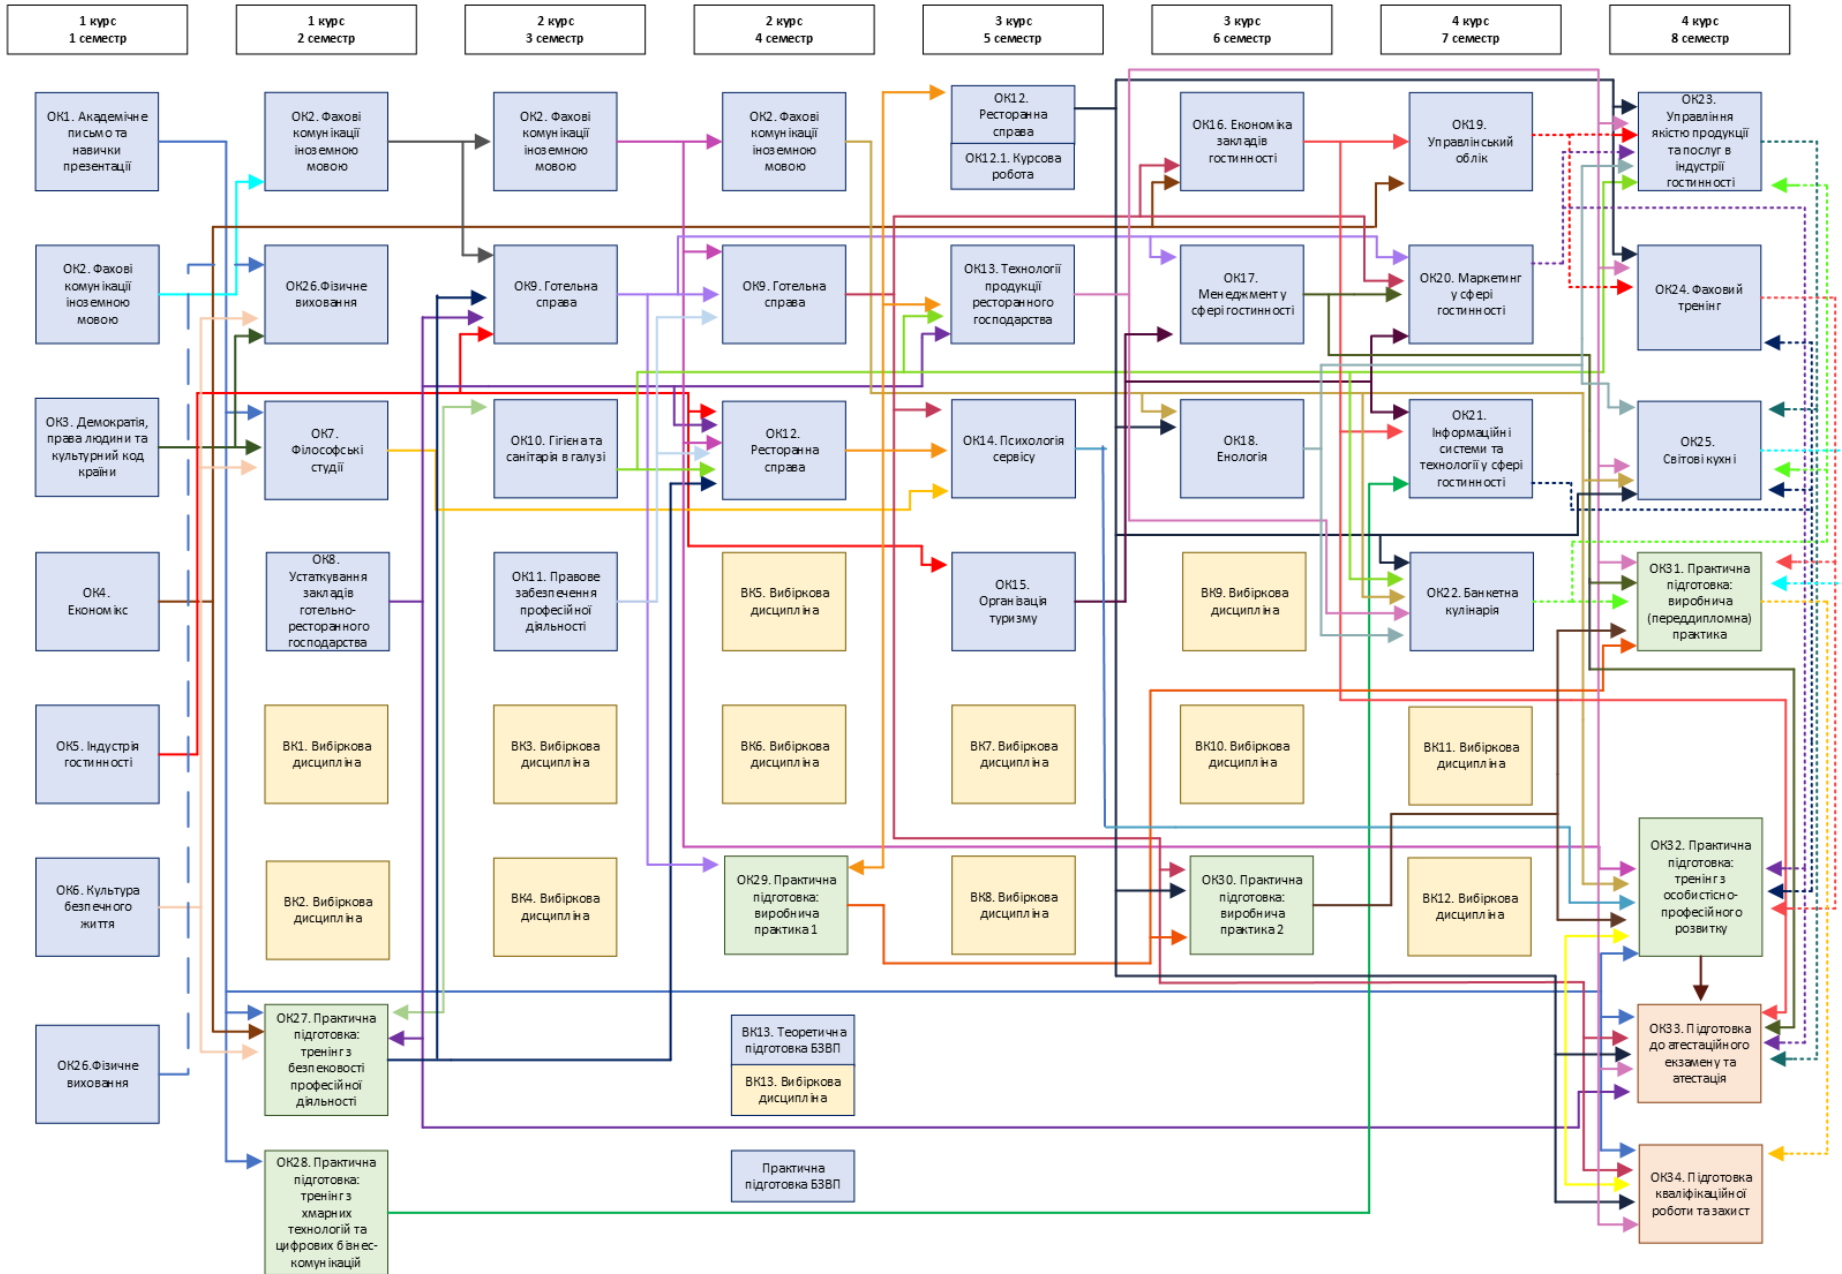 1 курс
1 семестр
1 курс
2 семестр
2 курс
3 семестр
2 курс
4 семестр
3 курс
5 семестр
3 курс
6 семестр
4 курс
7 семестр
4 курс
8 семестр
ОК1. Академічне
письмо та
навички
презентації
ОК2. Фахові
комунікації
іноземною
мовою
ОК3. Демократія,
права людини та
культурний код
країни
ОК4.
Економікс
ОК5. Індустрія
гостинності
ОК6. Культура
безпечного
життя
ОК26.Фізичне
виховання
ОК2. Фахові
комунікації
іноземною
мовою
ОК26.Фізичне
виховання
ОК7.
Філософські
студії
ОК8.
Устаткування
закладів
готельно-
ресторанного
господарства
ВК1. Вибіркова
дисципліна
ВК2. Вибіркова
дисципліна
ОК27. Практична
підготовка:
тренінг з
безпековості
професійної
діяльності
ОК28. Практична
підготовка:
тренінг з
хмарних
технологій та
цифрових бізнес-
комунікацій
ОК2. Фахові
комунікації
іноземною
мовою
ОК9. Готельна
справа
ОК10. Гігієна та
санітарія в галузі
ОК11. Правове
забезпечення
професійної
діяльності
ВК3. Вибіркова
дисципліна
ВК4. Вибіркова
дисципліна
ОК2. Фахові
комунікації
іноземною
мовою
ОК9. Готельна
справа
ОК12.
Ресторанна
справа
ВК5. Вибіркова
дисципліна
ВК6. Вибіркова
дисципліна
ОК29. Практична
підготовка:
виробнича
практика 1
ВК13. Теоретична
підготовка БЗВП
ВК13. Вибіркова
дисципліна
Практична
підготовка БЗВП
ОК12.
Ресторанна
справа
ОК12.1. Курсова
робота
ОК13. Технології
продукції
ресторанного
господарства
ОК14. Психологія
сервісу
ОК15.
Організація
туризму
ВК7. Вибіркова
дисципліна
ВК8. Вибіркова
дисципліна
ОК16. Економіка
закладів
гостинності
ОК17.
Менеджмент у
сфері гостинності
ОК18.
Енологія
ВК9. Вибіркова
дисципліна
ВК10. Вибіркова
дисципліна
ОК30. Практична
підготовка:
виробнича
практика 2
ОК19.
Управлінський
облік
ОК20. Маркетинг
у сфері
гостинності
ОК21.
Інформаційні
системи та
технології у сфері
гостинності
ОК22. Банкетна
кулінарія
ВК11. Вибіркова
дисципліна
ВК12. Вибіркова
дисципліна
ОК23.
Управління
якістю продукції
та послуг в
індустрії
гостинності
ОК24. Фаховий
тренінг
ОК25.
Світові кухні
ОК31. Практична
підготовка:
виробнича
(переддипломна)
практика
ОК32. Практична
підготовка:
тренінг з
особистісно-
професійного
розвитку
ОК33. Підготовка
до атестаційного
екзамену та
атестація
ОК34. Підготовка
кваліфікаційної
роботи та захист